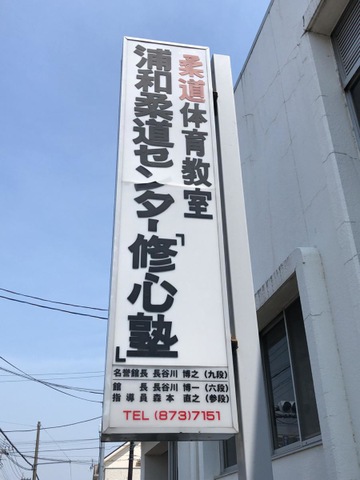 柔道体育教室
浦和柔道センター「修心塾」
名誉館長 長谷川 博之(九段)
館長 長谷川 博一(六段)
指導員 森本 直之(参段)
TEL (873)7151